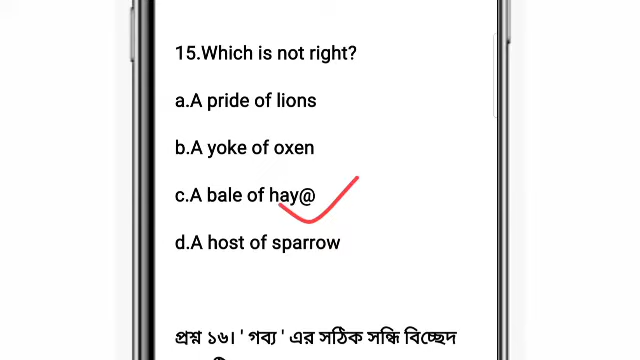 15.Which is not right?
a.A pride of lions
b.A yoke of oxen
c.A bale of hay@
d.A host of sparrow
প্রশ্ন ১৬। ' গব্য ' এর সঠিক সন্ধি বিচ্ছেদ